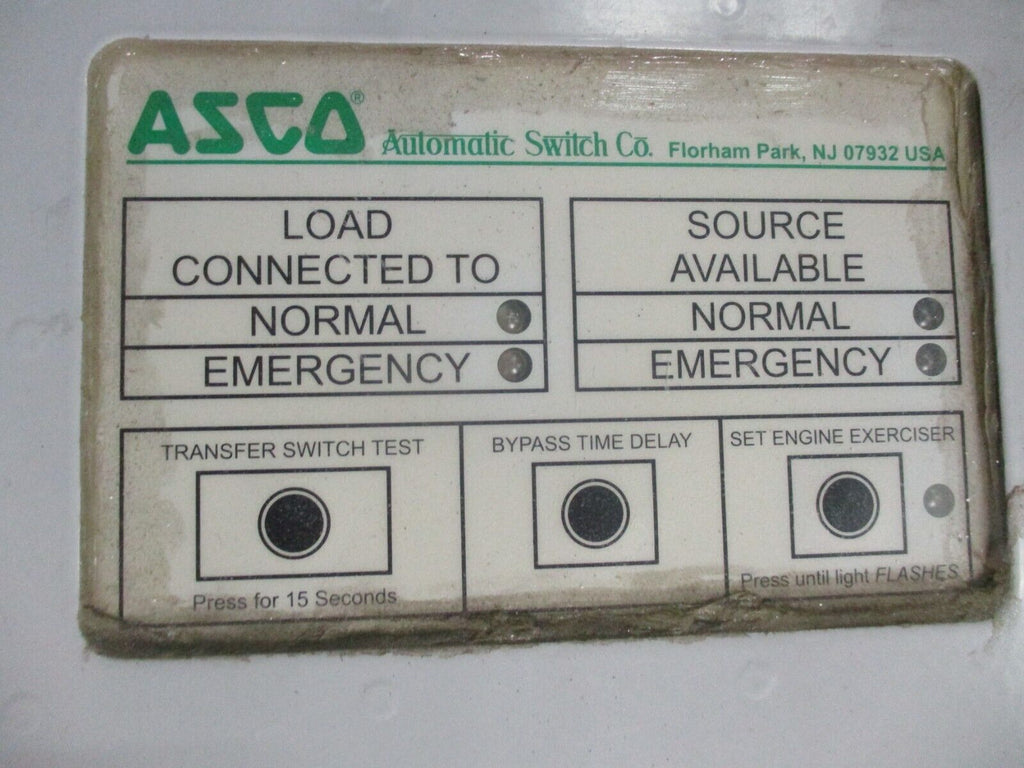 ASCO® Automatic Switch Co. Florham Park, NJ 07932 USA
LOAD
CONNECTED TO
NORMAL
EMERGENCY
SOURCE
AVAILABLE
NORMAL
EMERGENCY
TRANSFER SWITCH TEST
Press for 15 Seconds
BYPASS TIME DELAY
SET ENGINE EXERCISER
Press until light FLASHES